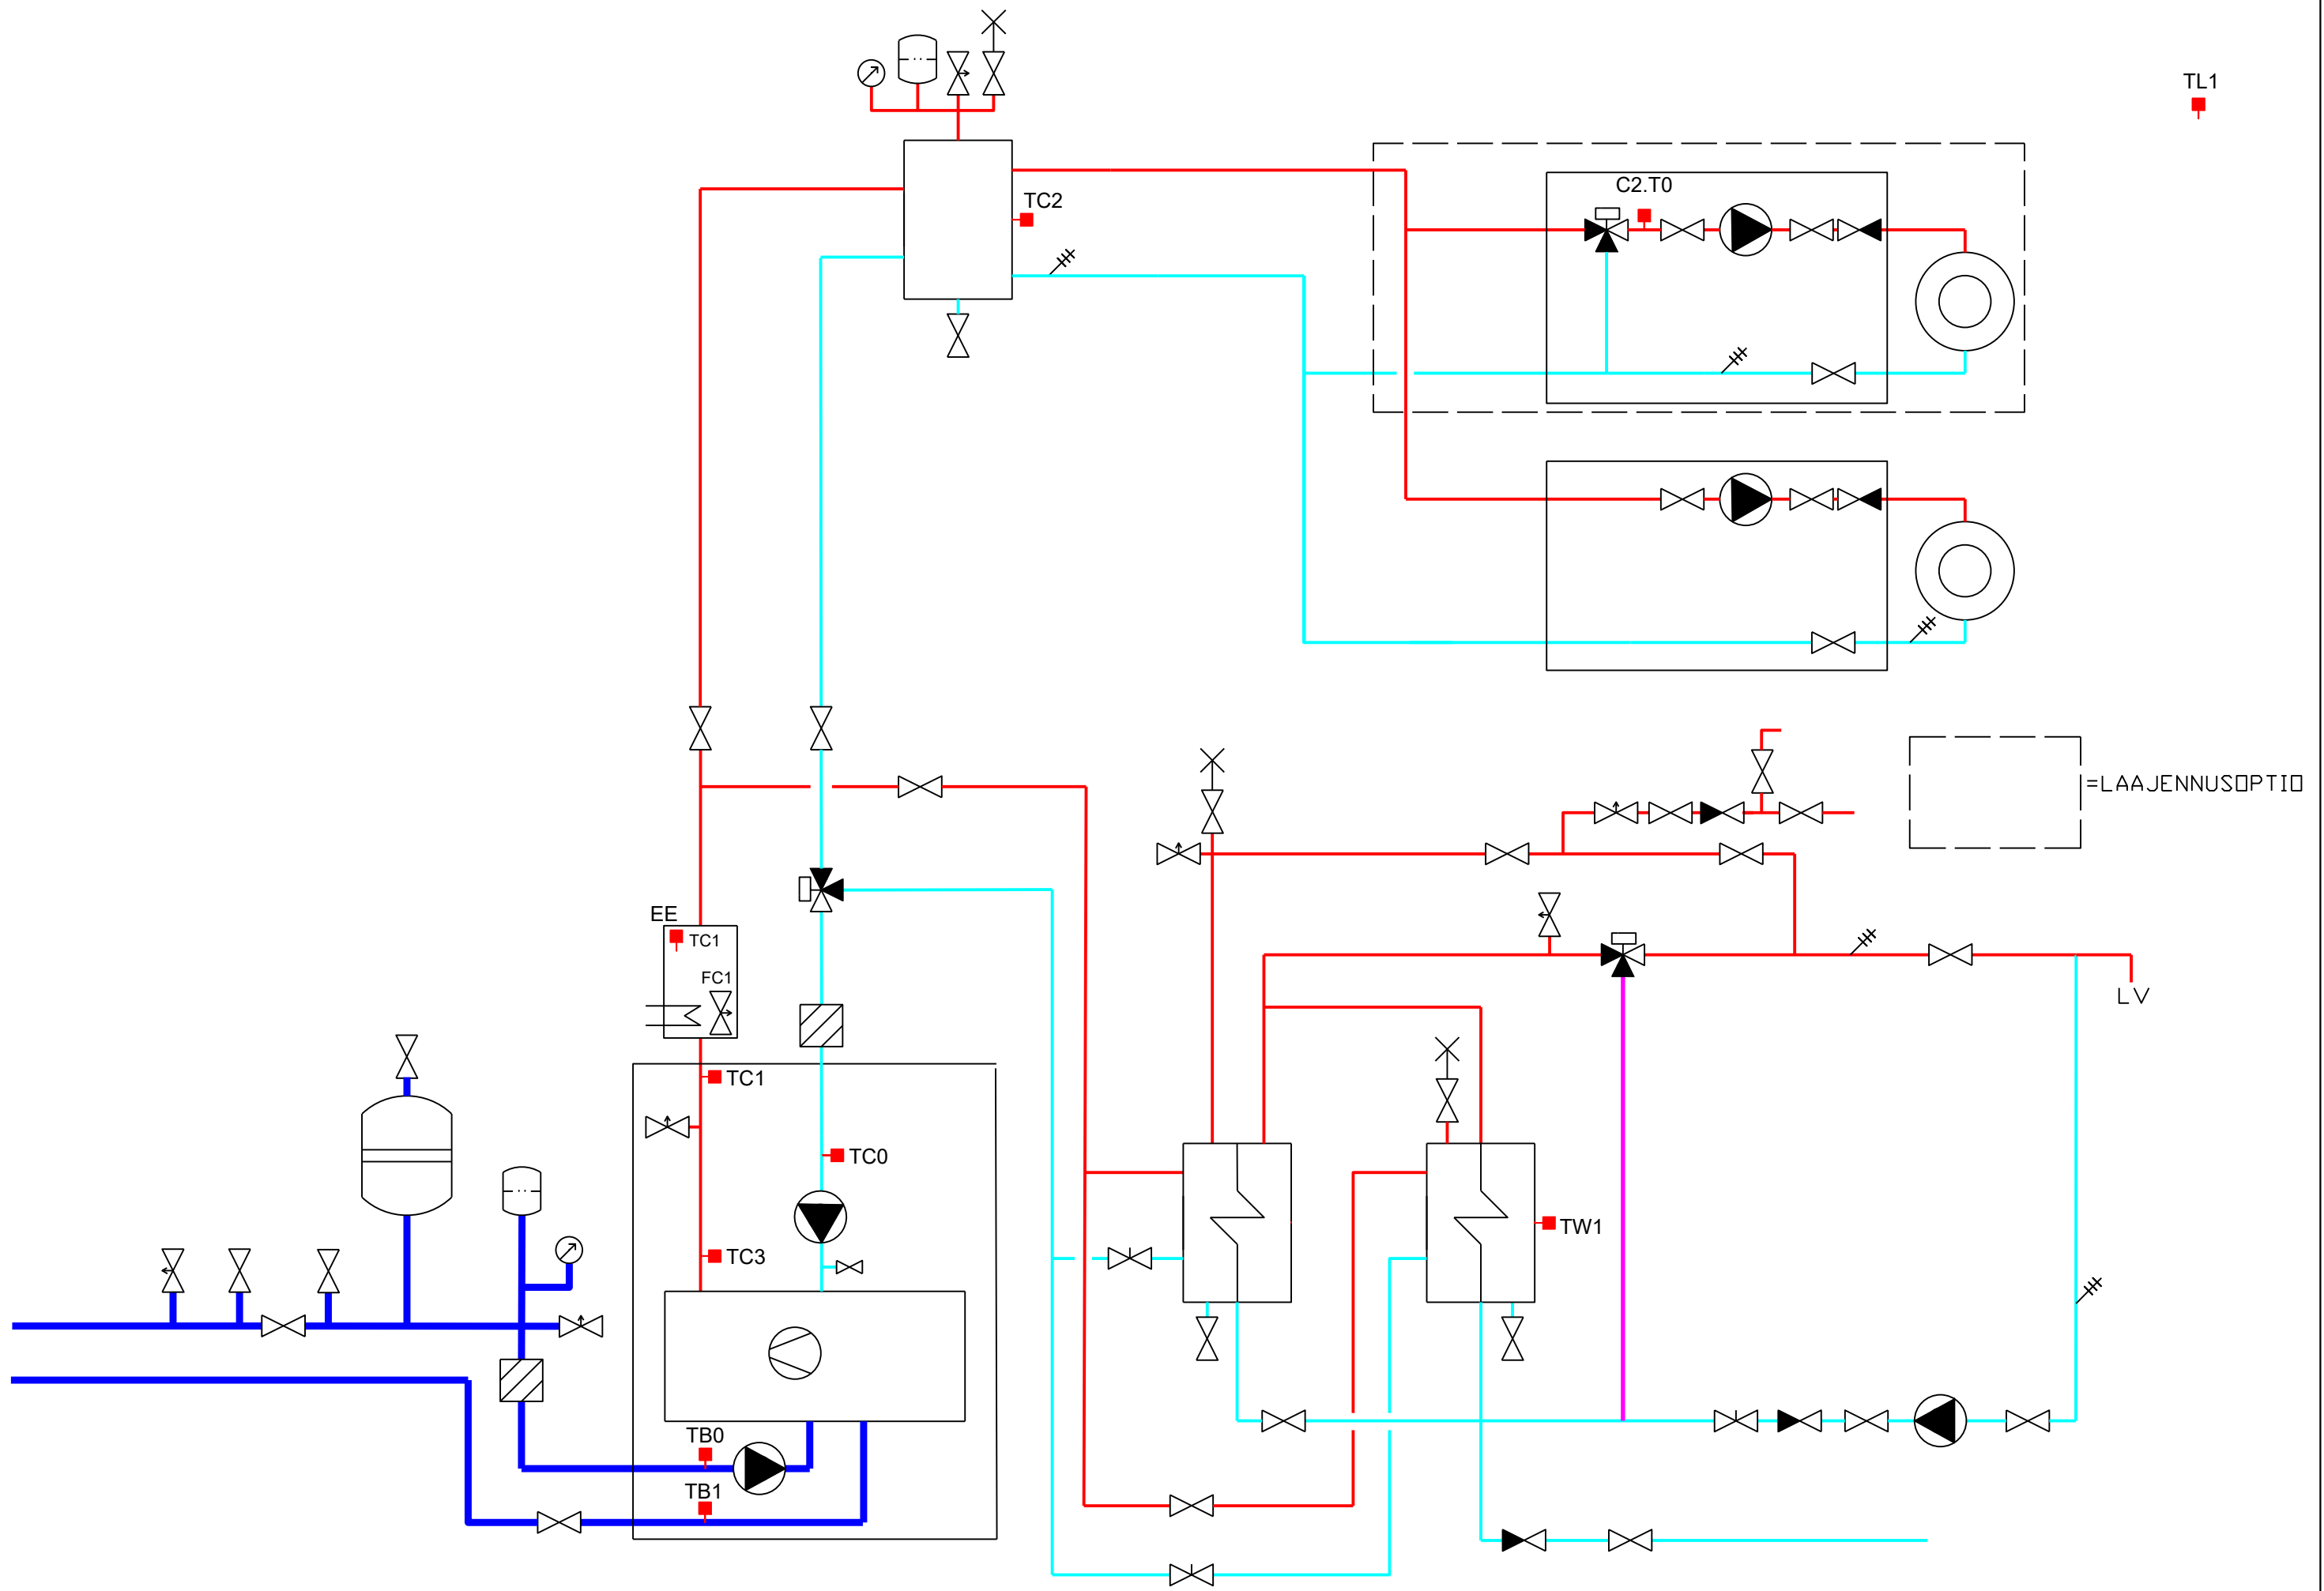 TL1
C2.T0
TC2
=LAAJENNUSOPTIO
EE
TC1
FC1
LV
TC1
TC0
TW1
TC3
TB0
TB1